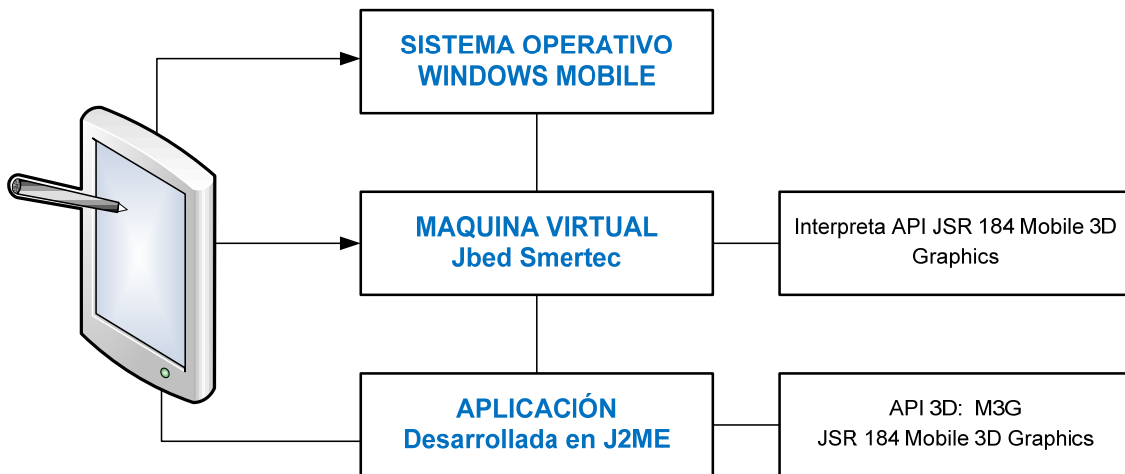 SISTEMA OPERATIVO
WINDOWS MOBILE
MAQUINA VIRTUAL
Jbed Smertec
Interpreta API JSR 184 Mobile 3D
Graphics
APLICACIÓN
Desarrollada en J2ME
API 3D: M3G
JSR 184 Mobile 3D Graphics